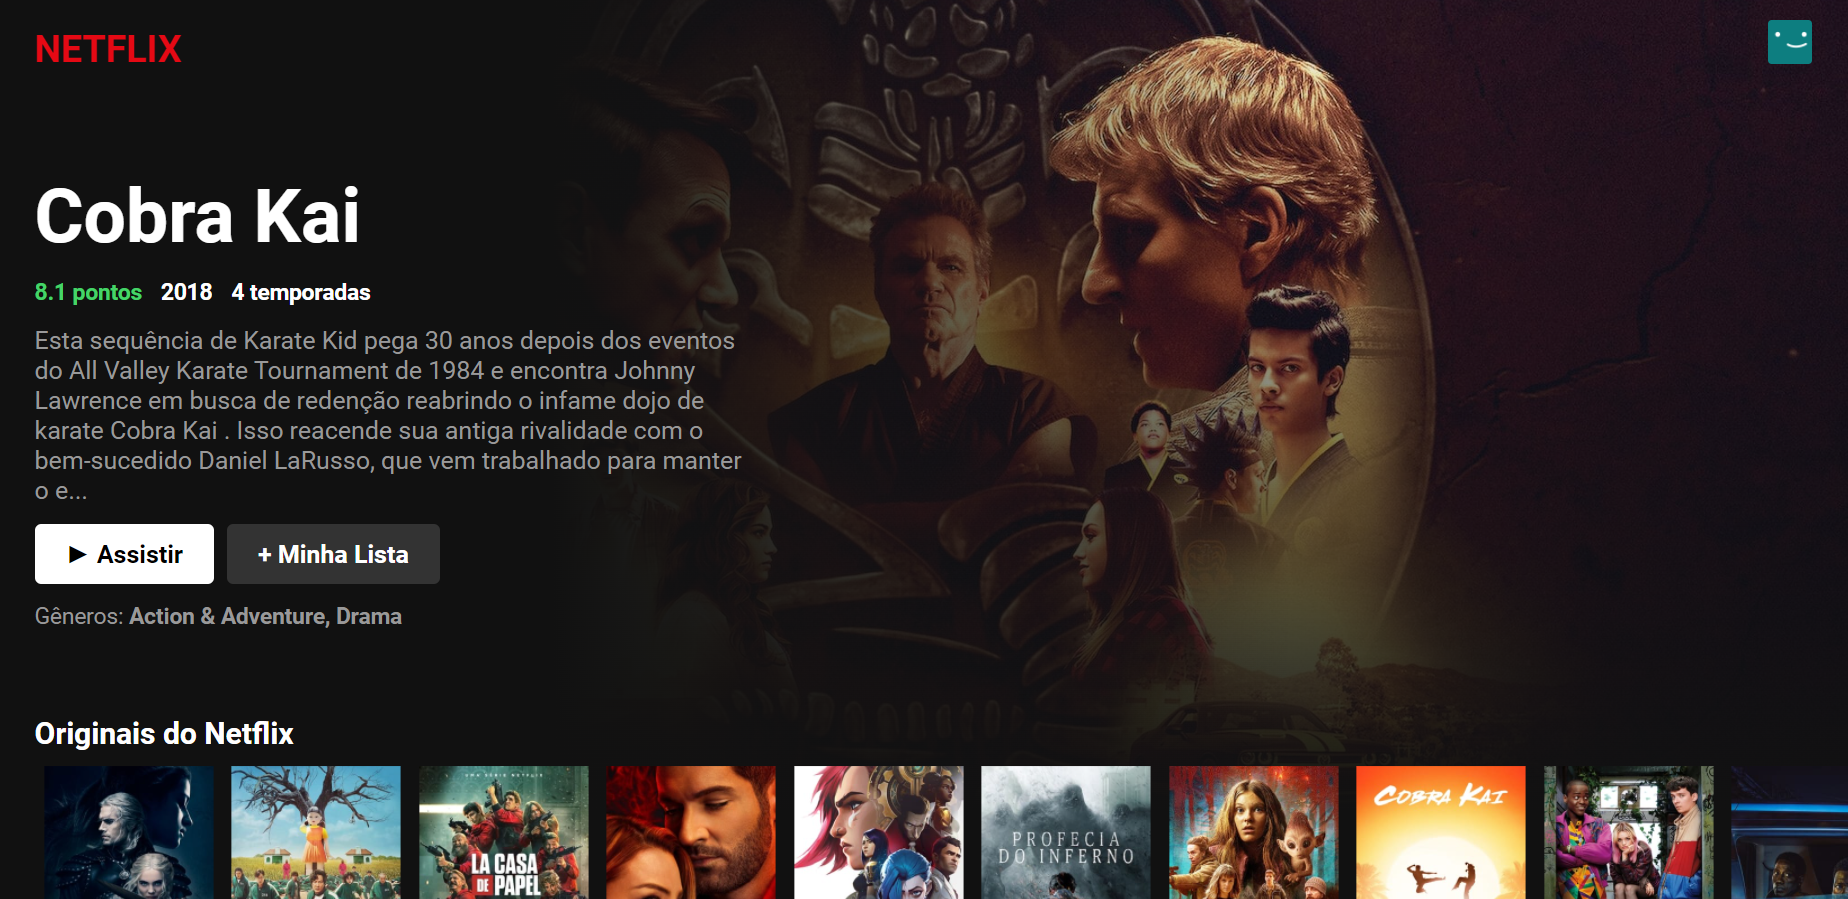 NETFLIX
Cobra Kai
8.1 pontos 2018 4 temporadas
Esta sequência de Karate Kid pega 30 anos depois dos eventos
do All Valley Karate Tournament de 1984 e encontra Johnny
Lawrence em busca de redenção reabrindo o infame dojo de
karate Cobra Kai . Isso reacende sua antiga rivalidade com o
bem-sucedido Daniel LaRusso, que vem trabalhado para manter
o e...
► Assistir
+ Minha Lista
Gêneros: Action & Adventure, Drama
Originais do Netflix
UMA SÉRIE NETFLIX
LA CASA
DE PAPEL
PROFECIA
DO INFERNO
COBRA KAI